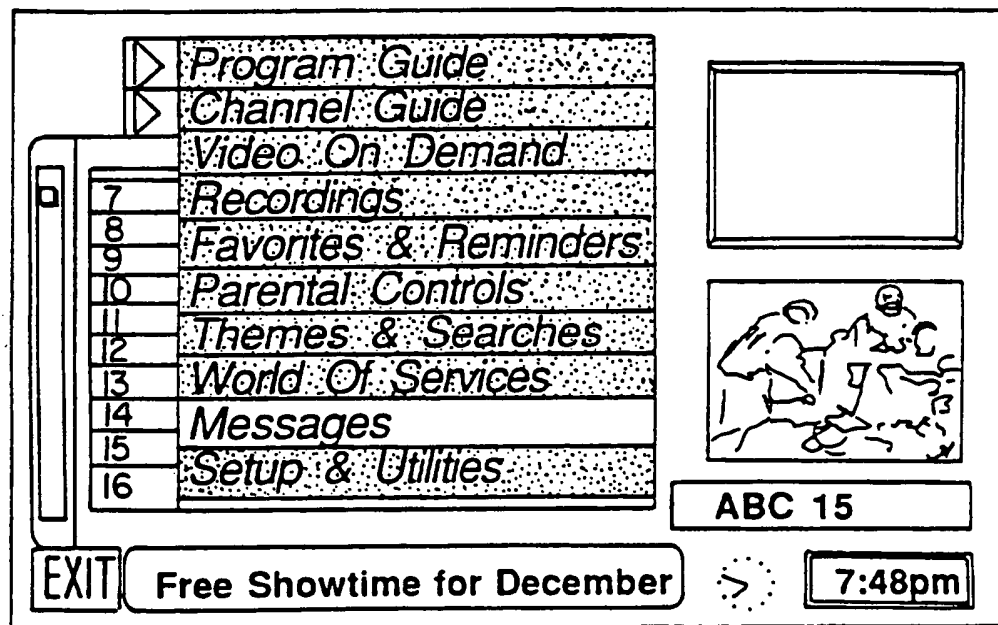 Program Guide
Channel Guide
Video On Demand
7 Recordings
8 Favorites & Reminders
9
10 Parental Controls
11 Themes & Searches
12
13 World Of Services
14 Messages
15
16 Setup & Utilities
ABC 15
EXIT Free Showtime for December 7:48pm